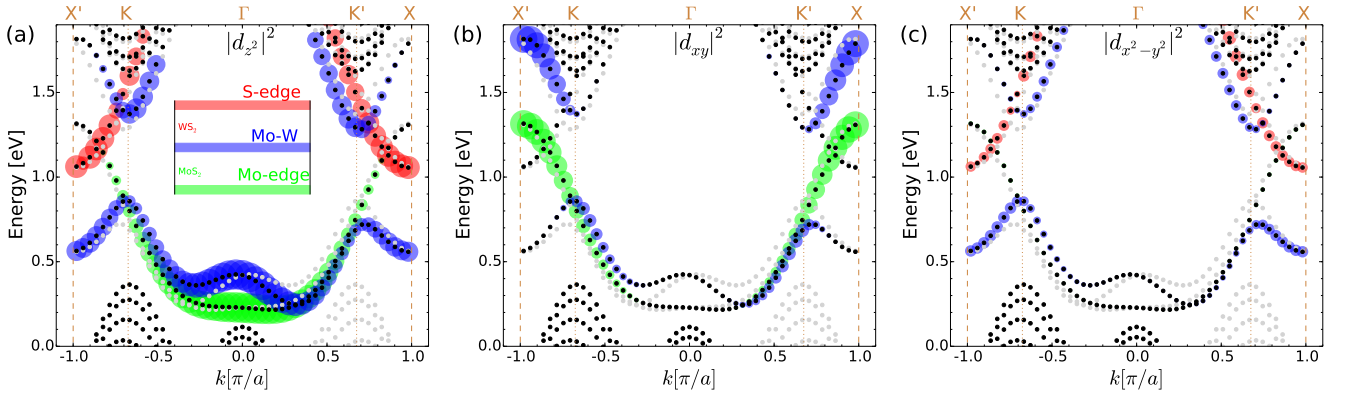 X' K Γ K' X
(a) |d_{z^2}|^2
Energy [eV]
1.5
1.0
0.5
0.0
S-edge
WS₂
Mo-W
MoS₂
Mo-edge
-1.0 -0.5 0.0 0.5 1.0
k[π/a]
X' K Γ K' X
(b) |d_{xy}|^2
Energy [eV]
1.5
1.0
0.5
0.0
-1.0 -0.5 0.0 0.5 1.0
k[π/a]
X' K Γ K' X
(c) |d_{x^2-y^2}|^2
Energy [eV]
1.5
1.0
0.5
0.0
-1.0 -0.5 0.0 0.5 1.0
k[π/a]